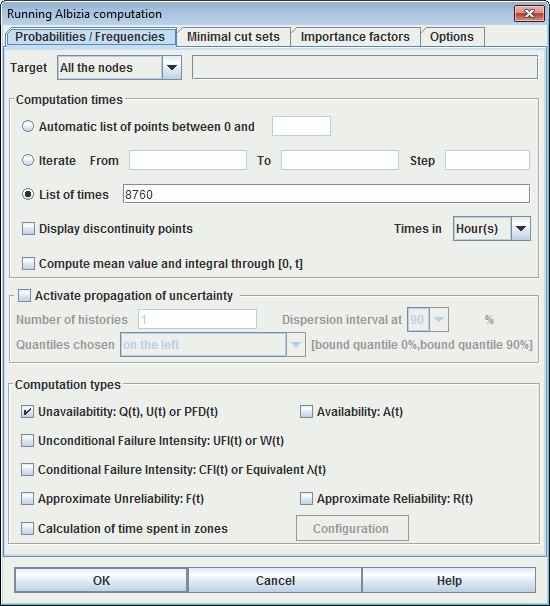 Running Albizia computation
Probabilities / Frequencies Minimal cut sets Importance factors Options
Target All the nodes
Computation times
Automatic list of points between 0 and
Iterate From To Step
List of times 8760
Display discontinuity points Times in Hour(s)
Compute mean value and integral through [0, t]
Activate propagation of uncertainty
Number of histories 1 Dispersion interval at 90 %
Quantiles chosen on the left [bound quantile 0%,bound quantile 90%]
Computation types
Unavailability: Q(t), U(t) or PFD(t) Availability: A(t)
Unconditional Failure Intensity: UFI(t) or W(t)
Conditional Failure Intensity: CFI(t) or Equivalent Λ(t)
Approximate Unreliability: F(t) Approximate Reliability: R(t)
Calculation of time spent in zones Configuration
OK Cancel Help